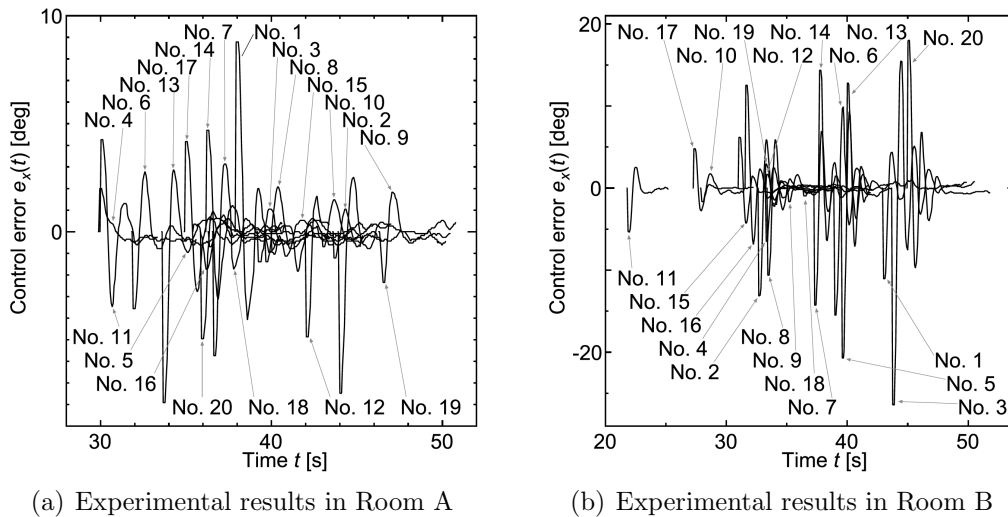 No. 7
No. 1
No. 14
No. 3
No. 17
No. 8
No. 13
No. 15
No. 6
No. 10
No. 4
No. 2
No. 9
No. 11
No. 5
No. 16
No. 20
No. 18
No. 12
No. 19
10
0
Control error e_x(t) [deg]
30
40
50
Time t [s]
(a) Experimental results in Room A
No. 17
No. 19
No. 14
No. 13
No. 10
No. 12
No. 6
No. 20
No. 11
No. 15
No. 16
No. 4
No. 2
No. 8
No. 9
No. 18
No. 7
No. 1
No. 5
No. 3
20
0
-20
Control error e_x(t) [deg]
20
30
40
50
Time t [s]
(b) Experimental results in Room B